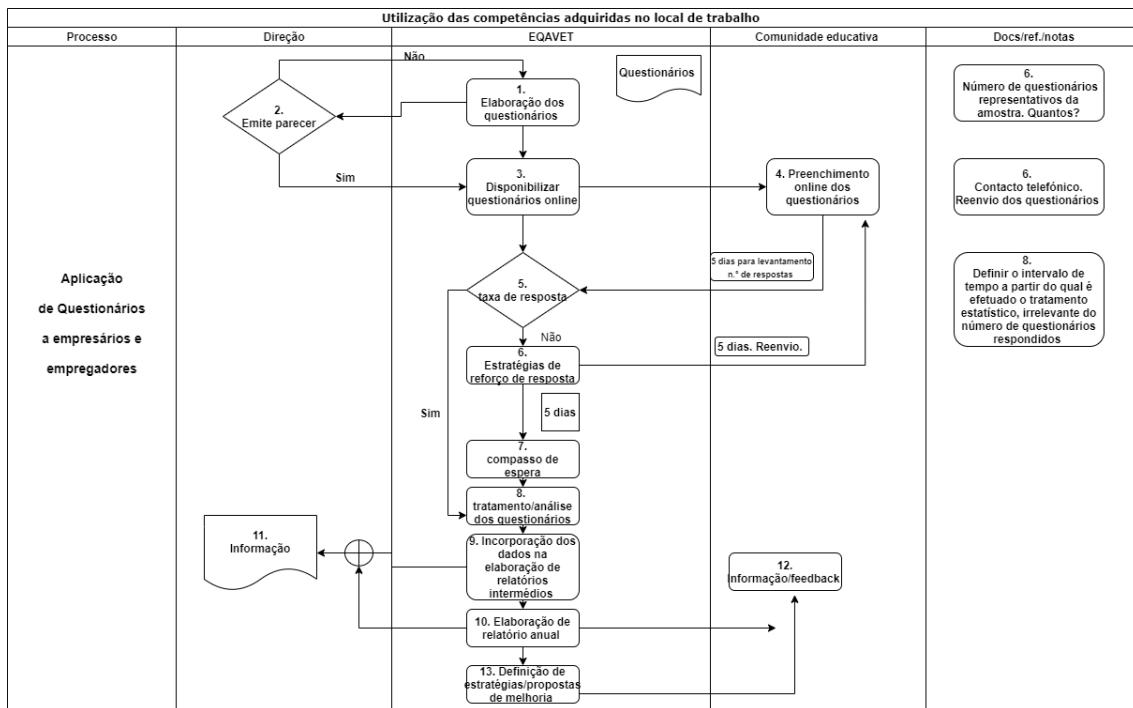 Utilização das competências adquiridas no local de trabalho
Processo
Direção
EQAVET
Comunidade educativa
Docs/ref./notas
Aplicação
de Questionários
a empresários e
empregadores
Não
2.
Emite parecer
Sim
1.
Elaboração dos
questionários
Questionários
3.
Disponibilizar
questionários online
4. Preenchimento
online dos
questionários
5 dias para levantamento
n.º de respostas
5.
taxa de resposta
Não
6.
Estratégias de
reforço de resposta
5 dias. Reenvio.
Sim
5 dias
7.
compasso de
espera
8.
tratamento/análise
dos questionários
9. Incorporação dos
dados na
elaboração de
relatórios
intermédios
10. Elaboração de
relatório anual
11.
Informação
12.
Informação/feedback
13. Definição de
estratégias/propostas
de melhoria
6.
Número de questionários
representativos da
amostra. Quantos?
6.
Contacto telefónico.
Reenvio dos questionários
8.
Definir o intervalo de
tempo a partir do qual é
efetuado o tratamento
estatístico, irrelevante do
número de questionários
respondidos